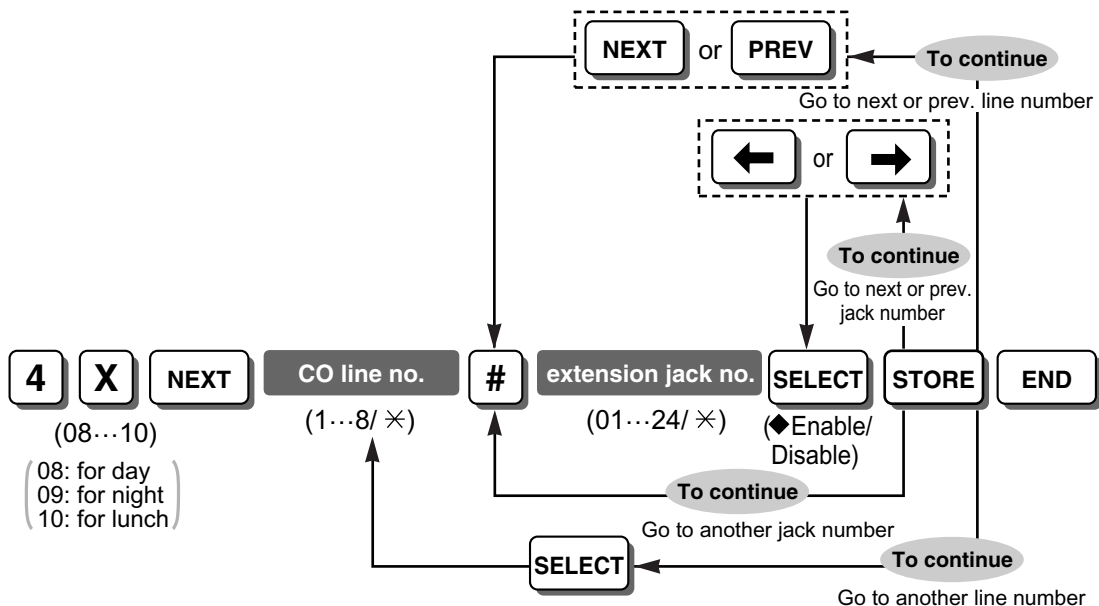 NEXT or PREV
To continue
Go to next or prev. line number
← or →
To continue
Go to next or prev.
jack number
4 X NEXT CO line no. # extension jack no. SELECT STORE END
(08···10)
(1···8/ ✳)
(01···24/ ✳)
(◆Enable/
Disable)
08: for day
09: for night
10: for lunch
To continue
Go to another jack number
SELECT
To continue
Go to another line number